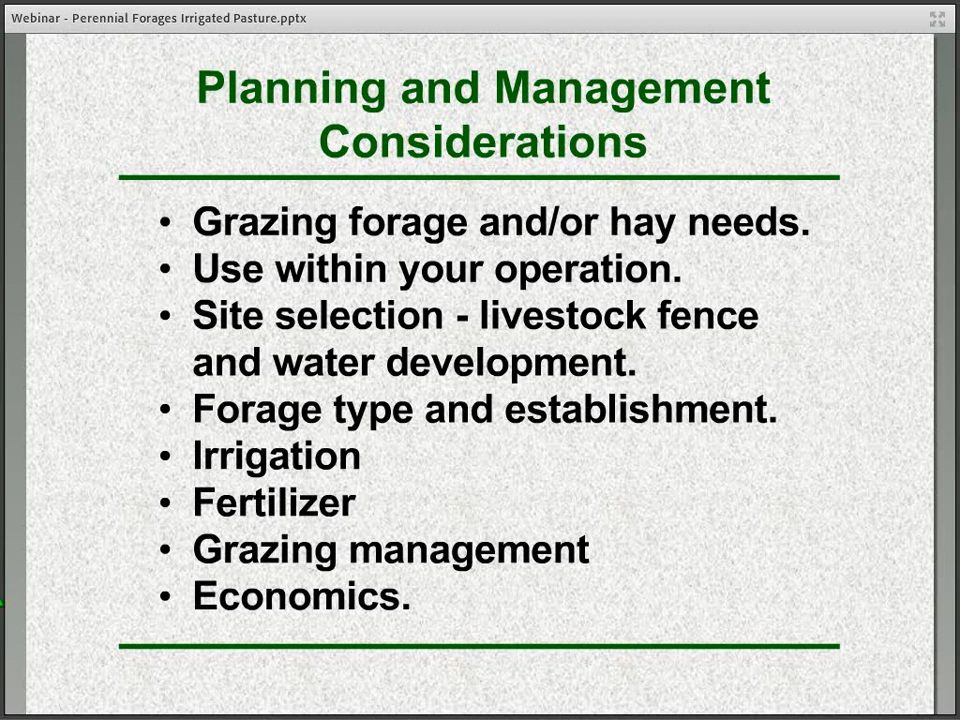 Webinar - Perennial Forages Irrigated Pasture.pptx
Planning and Management
Considerations
• Grazing forage and/or hay needs.
• Use within your operation.
• Site selection - livestock fence
and water development.
• Forage type and establishment.
• Irrigation
• Fertilizer
• Grazing management
• Economics.